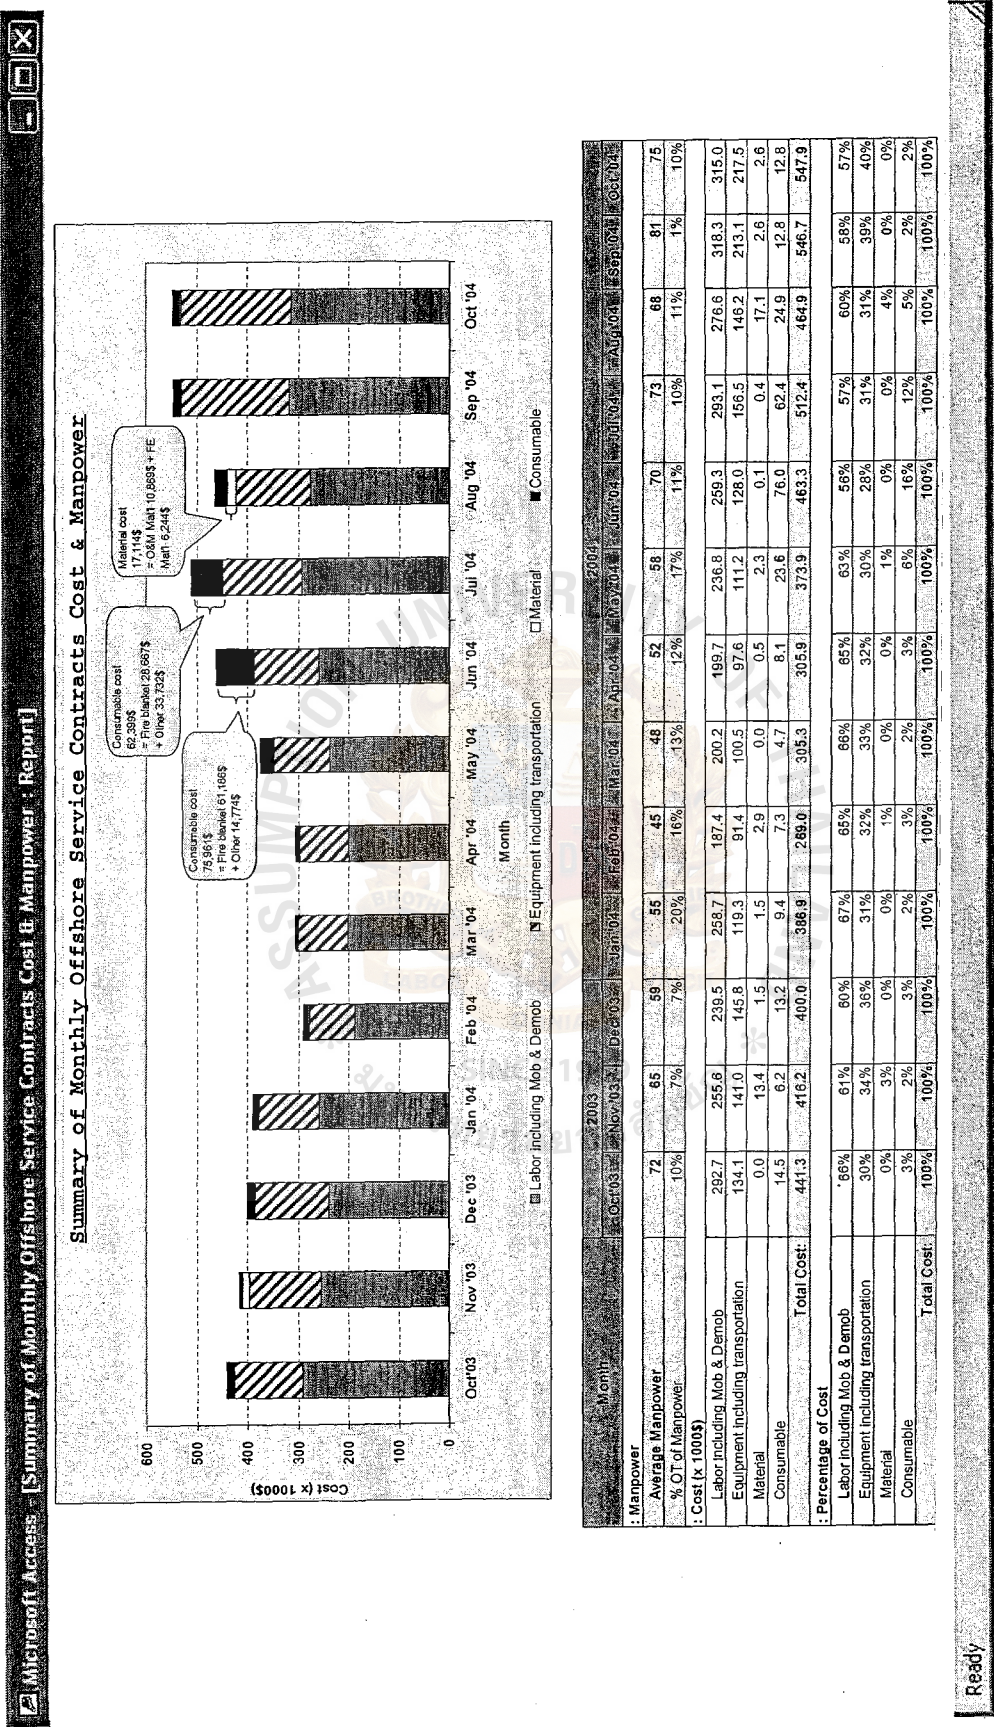 Microsoft Access - [Summary of Monthly Offshore Service Contracts Cost & Manpower : Report]
Summary of Monthly Offshore Service Contracts Cost & Manpower
Consumable cost
75,961$
= Fire blanket 61,186$
+ Other 14,774$
Consumable cost
62,399$
= Fire blanket 28,667$
+ Other 33,732$
Material cost
17,114$
= O&M Mat'l 10,869$ + FE
Mat'l 6,244$
Cost (x 1000$)
600
500
400
300
200
100
0
Oct'03 Nov '03 Dec '03 Jan '04 Feb '04 Mar '04 Apr '04 May '04 Jun '04 Jul '04 Aug '04 Sep '04 Oct '04
Month
Labor including Mob & Demob Equipment including transportation Material Consumable
2003 2004
Month Oct'03 Nov '03 Dec '03 Jan '04 Feb '04 Mar '04 Apr '04 May '04 Jun '04 Jul '04 Aug '04 Sep '04 Oct '04
: Manpower
Average Manpower 72 65 59 55 45 48 52 58 70 73 68 81 75
% OT of Manpower 10% 7% 7% 20% 16% 13% 12% 17% 11% 10% 11% 1% 10%
: Cost (x 1000$)
Labor including Mob & Demob 292.7 255.6 239.5 258.7 187.4 200.2 199.7 236.8 259.3 293.1 276.6 318.3 315.0
Equipment including transportation 134.1 141.0 145.8 119.3 91.4 100.5 97.6 111.2 128.0 156.5 146.2 213.1 217.5
Material 0.0 13.4 1.5 1.5 2.9 0.0 0.5 2.3 0.1 0.4 17.1 2.6 2.6
Consumable 14.5 6.2 13.2 9.4 7.3 4.7 8.1 23.6 76.0 62.4 24.9 12.8 12.8
Total Cost: 441.3 416.2 400.0 386.9 269.0 305.3 305.9 373.9 463.3 512.4 464.9 546.7 547.9
: Percentage of Cost
Labor including Mob & Demob 66% 61% 60% 67% 65% 66% 65% 63% 56% 57% 60% 58% 57%
Equipment including transportation 30% 34% 36% 31% 32% 33% 32% 30% 28% 31% 31% 39% 40%
Material 0% 3% 0% 0% 1% 0% 0% 1% 0% 0% 4% 0% 0%
Consumable 3% 2% 3% 2% 3% 2% 3% 6% 16% 12% 5% 2% 2%
Total Cost: 100% 100% 100% 100% 100% 100% 100% 100% 100% 100% 100% 100% 100%
Ready
ASSUMPTION UNIVERSITY OF THAILAND
SINCE 1969